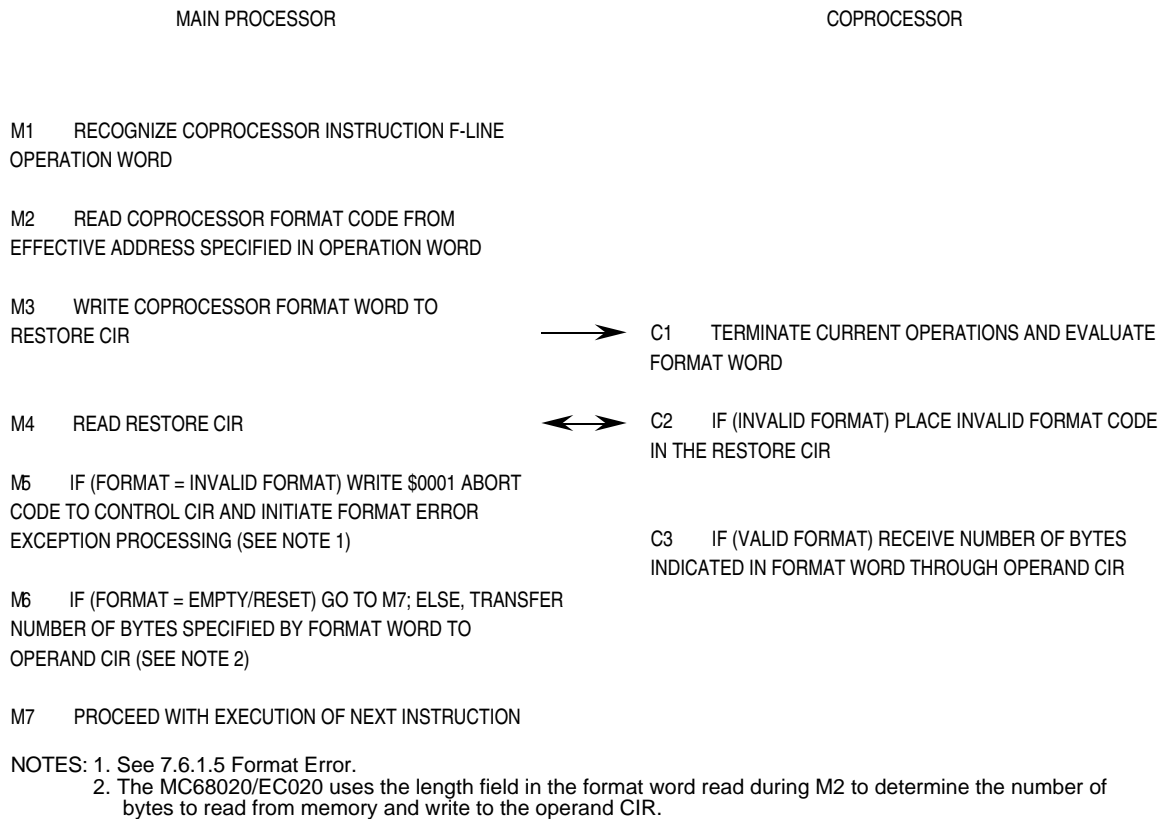 MAIN PROCESSOR
COPROCESSOR
M1 RECOGNIZE COPROCESSOR INSTRUCTION F-LINE
OPERATION WORD
M2 READ COPROCESSOR FORMAT CODE FROM
EFFECTIVE ADDRESS SPECIFIED IN OPERATION WORD
M3 WRITE COPROCESSOR FORMAT WORD TO
RESTORE CIR
C1 TERMINATE CURRENT OPERATIONS AND EVALUATE
FORMAT WORD
M4 READ RESTORE CIR
C2 IF (INVALID FORMAT) PLACE INVALID FORMAT CODE
IN THE RESTORE CIR
M5 IF (FORMAT = INVALID FORMAT) WRITE $0001 ABORT
CODE TO CONTROL CIR AND INITIATE FORMAT ERROR
EXCEPTION PROCESSING (SEE NOTE 1)
C3 IF (VALID FORMAT) RECEIVE NUMBER OF BYTES
INDICATED IN FORMAT WORD THROUGH OPERAND CIR
M6 IF (FORMAT = EMPTY/RESET) GO TO M7; ELSE, TRANSFER
NUMBER OF BYTES SPECIFIED BY FORMAT WORD TO
OPERAND CIR (SEE NOTE 2)
M7 PROCEED WITH EXECUTION OF NEXT INSTRUCTION
NOTES: 1. See 7.6.1.5 Format Error.
2. The MC68020/EC020 uses the length field in the format word read during M2 to determine the number of
bytes to read from memory and write to the operand CIR.